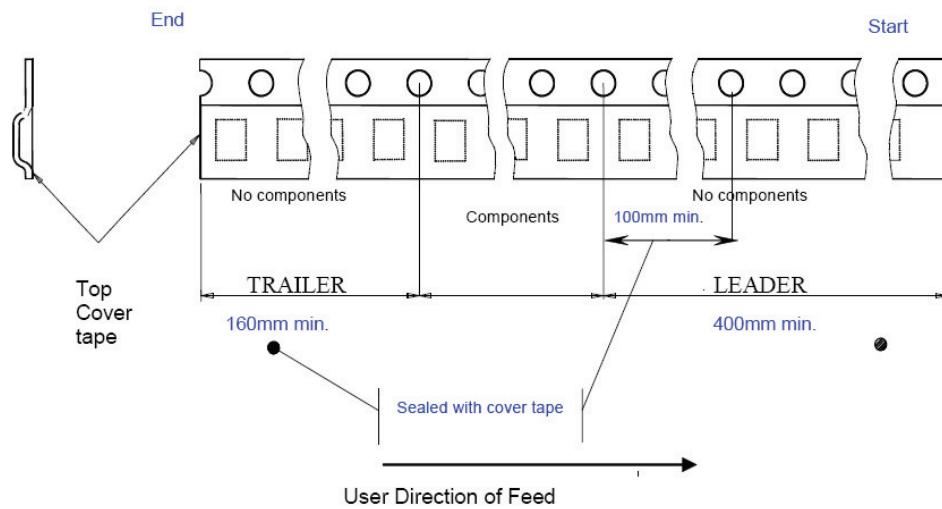 End
Start
No components
No components
Components
100mm min.
Top
Cover
tape
TRAILER
LEADER
160mm min.
400mm min.
Sealed with cover tape
User Direction of Feed